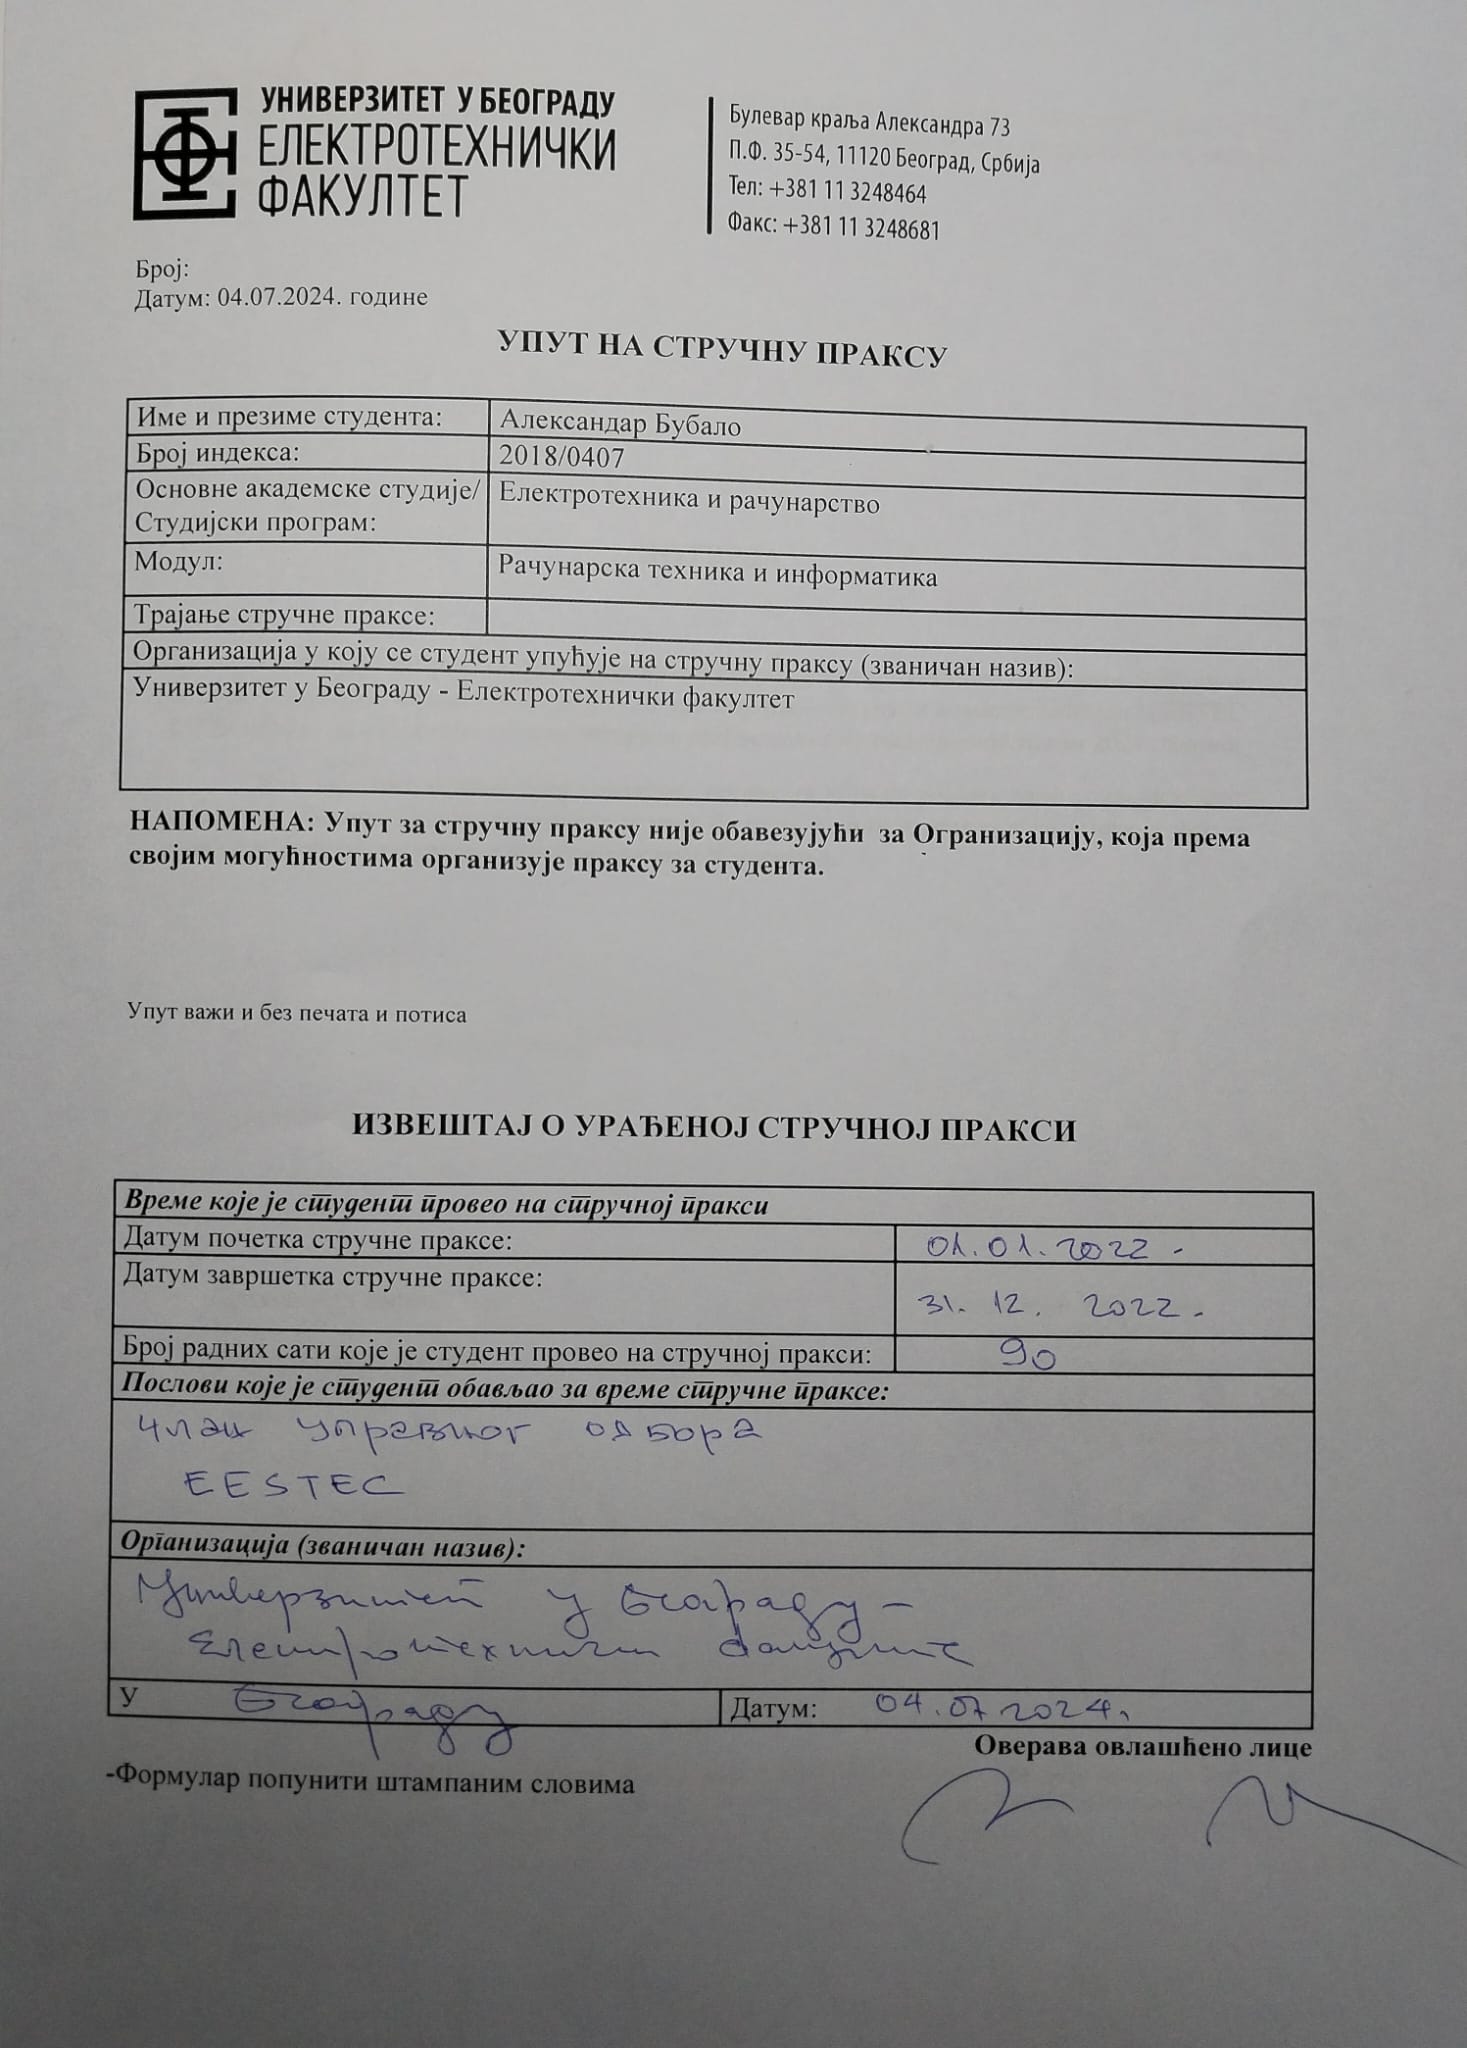 УНИВЕРЗИТЕТ У БЕОГРАДУ
ЕЛЕКТРОТЕХНИЧКИ
ФАКУЛТЕТ
Булевар краља Александра 73
П.Ф. 35-54, 11120 Београд, Србија
Тел: +381 11 3248464
Факс: +381 11 3248681
Број:
Датум: 04.07.2024. године
УПУТ НА СТРУЧНУ ПРАКСУ
Име и презиме студента: Александар Бубало
Број индекса: 2018/0407
Основне академске студије/ Електротехника и рачунарство
Студијски програм:
Модул: Рачунарска техника и информатика
Трајање стручне праксе:
Организација у коју се студент упућује на стручну праксу (званичан назив):
Универзитет у Београду - Електротехнички факултет
НАПОМЕНА: Упут за стручну праксу није обавезујући за Огранизацију, која према
својим могућностима организује праксу за студента.
Упут важи и без печата и потиса
ИЗВЕШТАЈ О УРАЂЕНОЈ СТРУЧНОЈ ПРАКСИ
Време које је студент провео на стручној пракси
Датум почетка стручне праксе: 01.01.2022.
Датум завршетка стручне праксе:
31. 12. 2022.
Број радних сати које је студент провео на стручној пракси: 90
Послови које је студент обављао за време стручне праксе:
члан управног одбора
EESTEC
Организација (званичан назив):
Универзитет у Београду -
Електротехнички факултет
У Београду Датум: 04.07.2024.
Оверава овлашћено лице
-Формулар попунити штампаним словима